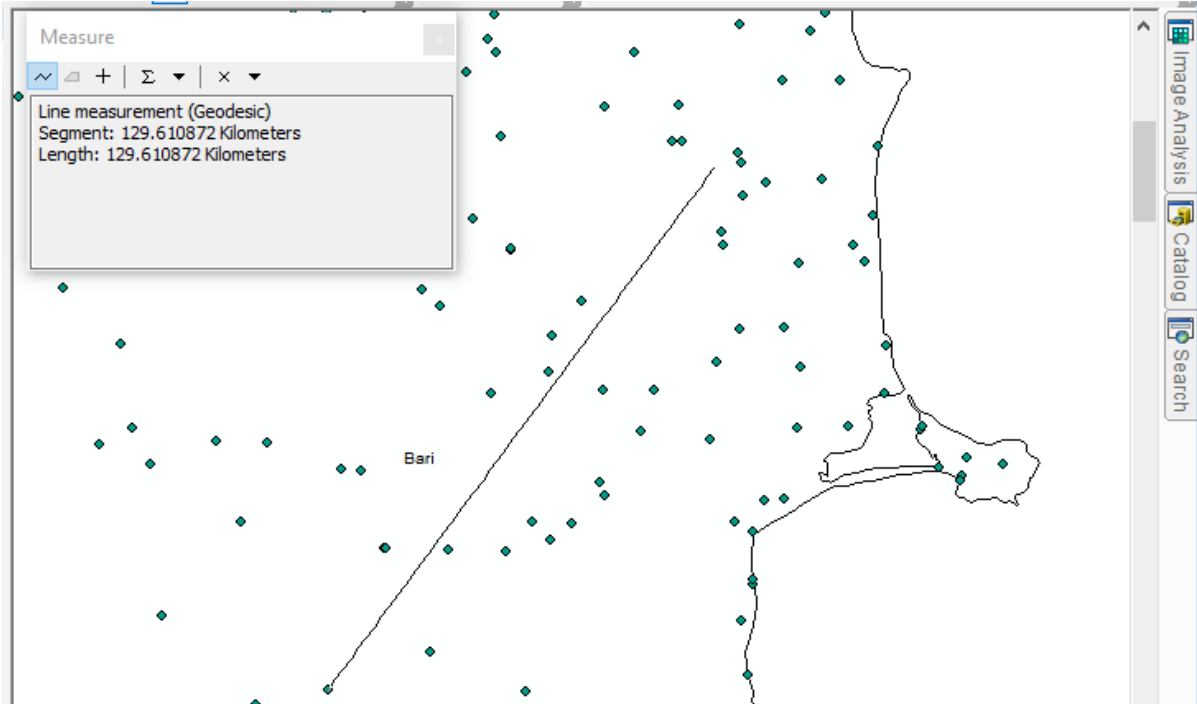 Measure
Line measurement (Geodesic)
Segment: 129.610872 Kilometers
Length: 129.610872 Kilometers
Bari
Image Analysis
Catalog
Search